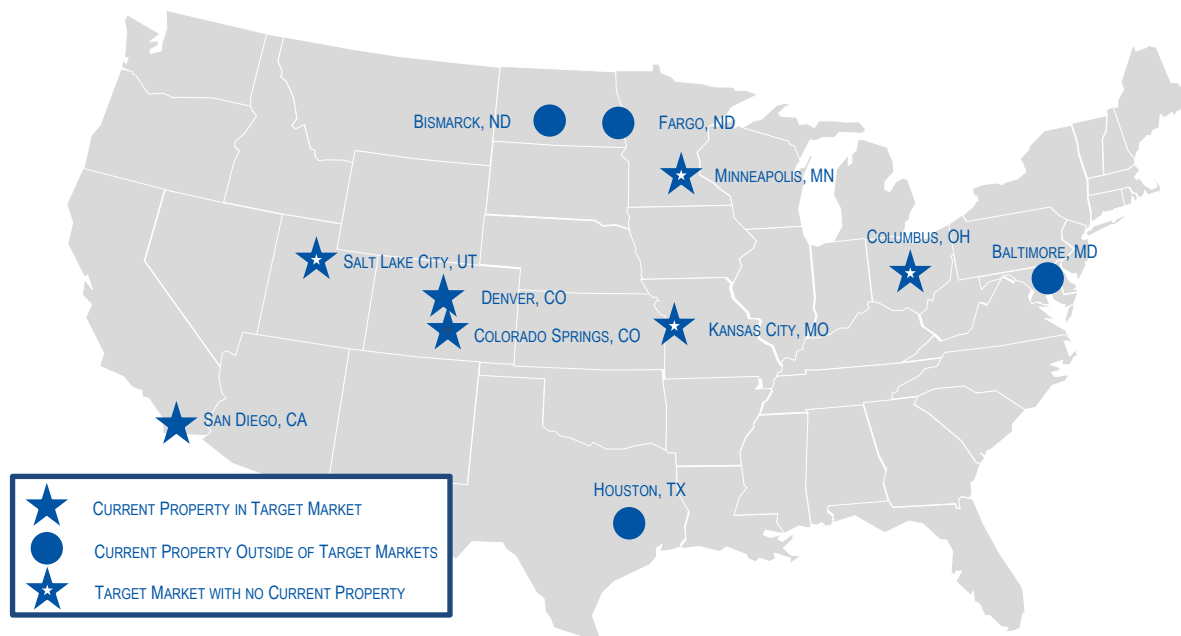 BISMARCK, ND
FARGO, ND
MINNEAPOLIS, MN
COLUMBUS, OH
BALTIMORE, MD
SALT LAKE CITY, UT
DENVER, CO
COLORADO SPRINGS, CO
KANSAS CITY, MO
SAN DIEGO, CA
HOUSTON, TX
CURRENT PROPERTY IN TARGET MARKET
CURRENT PROPERTY OUTSIDE OF TARGET MARKETS
TARGET MARKET WITH NO CURRENT PROPERTY